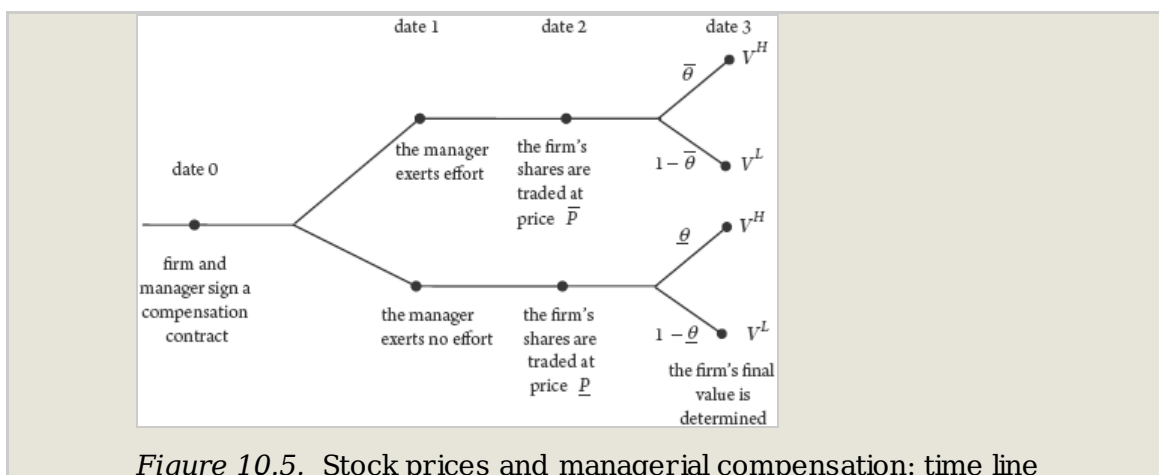 date 1
date 2
date 3
V^H
θ̅
the manager
exerts effort
the firm's
shares are
traded at
price P̅
1 − θ̅
V^L
date 0
firm and
manager sign a
compensation
contract
V^H
θ̲
the manager
exerts no effort
the firm's
shares are
traded at
price P̲
1 − θ̲
V^L
the firm's final
value is
determined
Figure 10.5. Stock prices and managerial compensation: time line